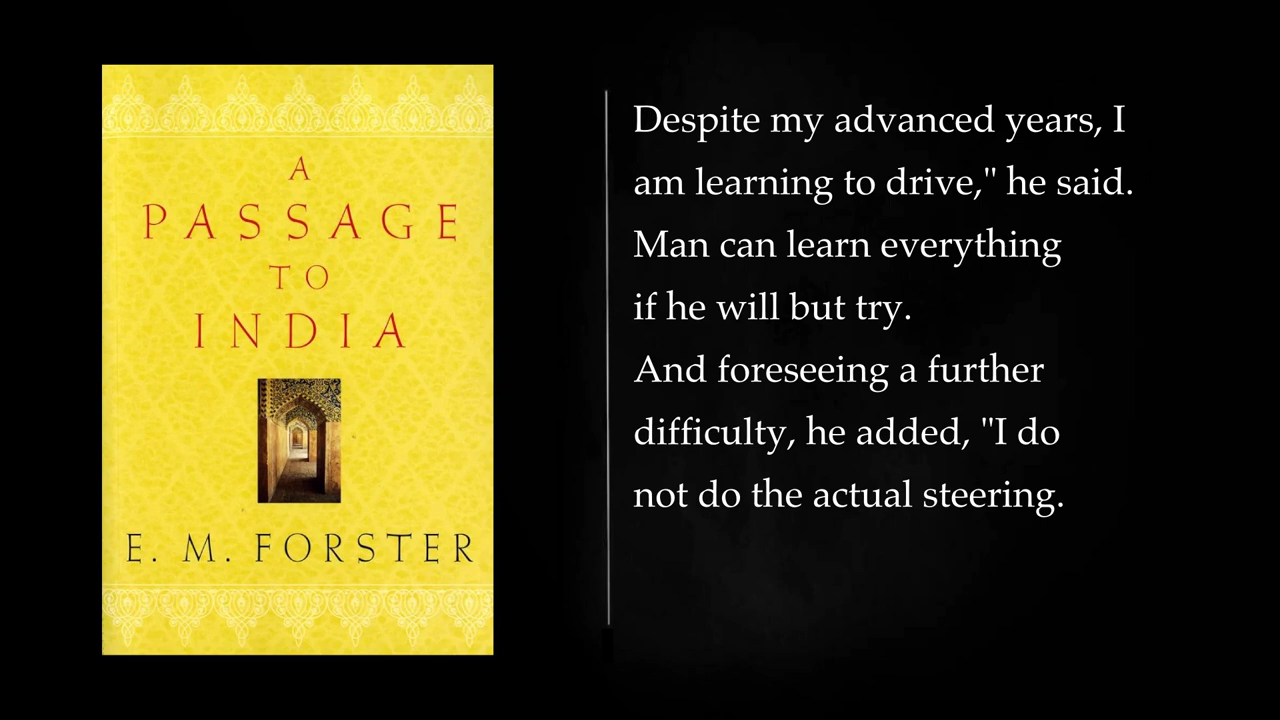 A
PASSAGE
TO
INDIA
E. M. FORSTER
Despite my advanced years, I
am learning to drive," he said.
Man can learn everything
if he will but try.
And foreseeing a further
difficulty, he added, "I do
not do the actual steering.